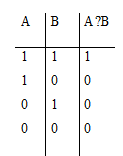 A B A ?B
1 1 1
1 0 0
0 1 0
0 0 0